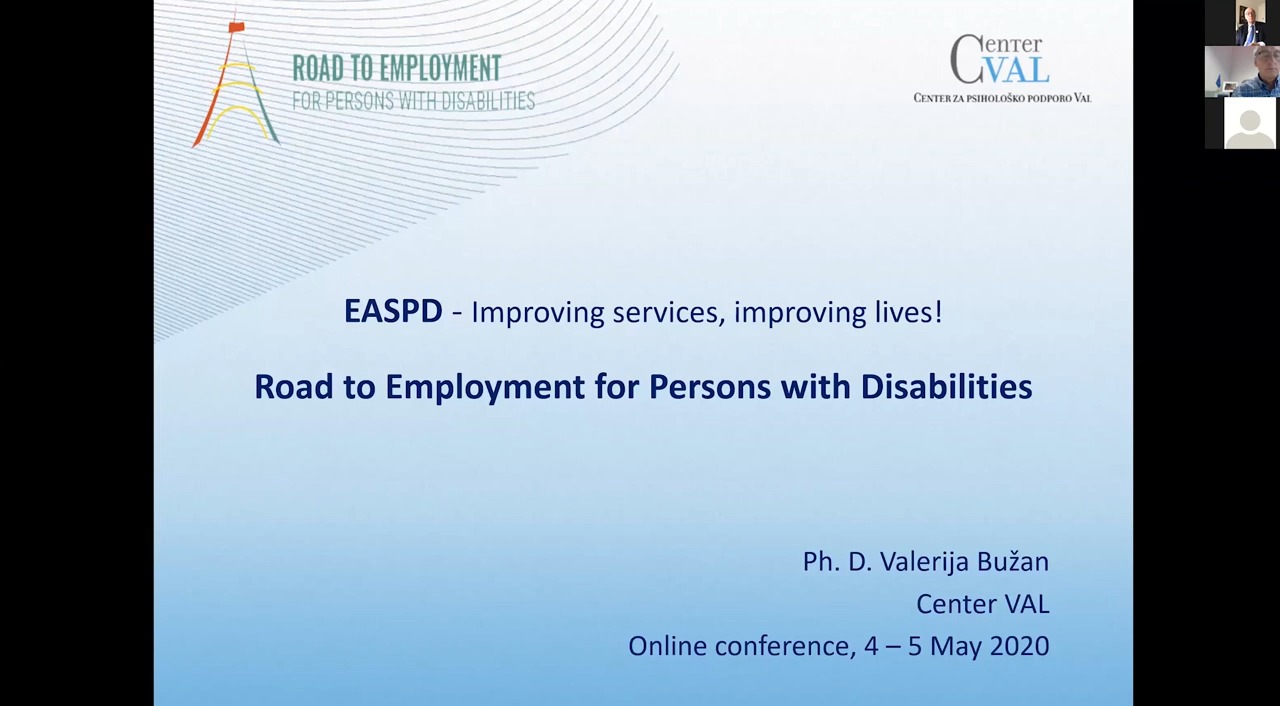 ROAD TO EMPLOYMENT
FOR PERSONS WITH DISABILITIES
Center
VAL
CENTER ZA PSIHOLOŠKO PODPORO VAL
EASPD - Improving services, improving lives!
Road to Employment for Persons with Disabilities
Ph. D. Valerija Bužan
Center VAL
Online conference, 4 – 5 May 2020